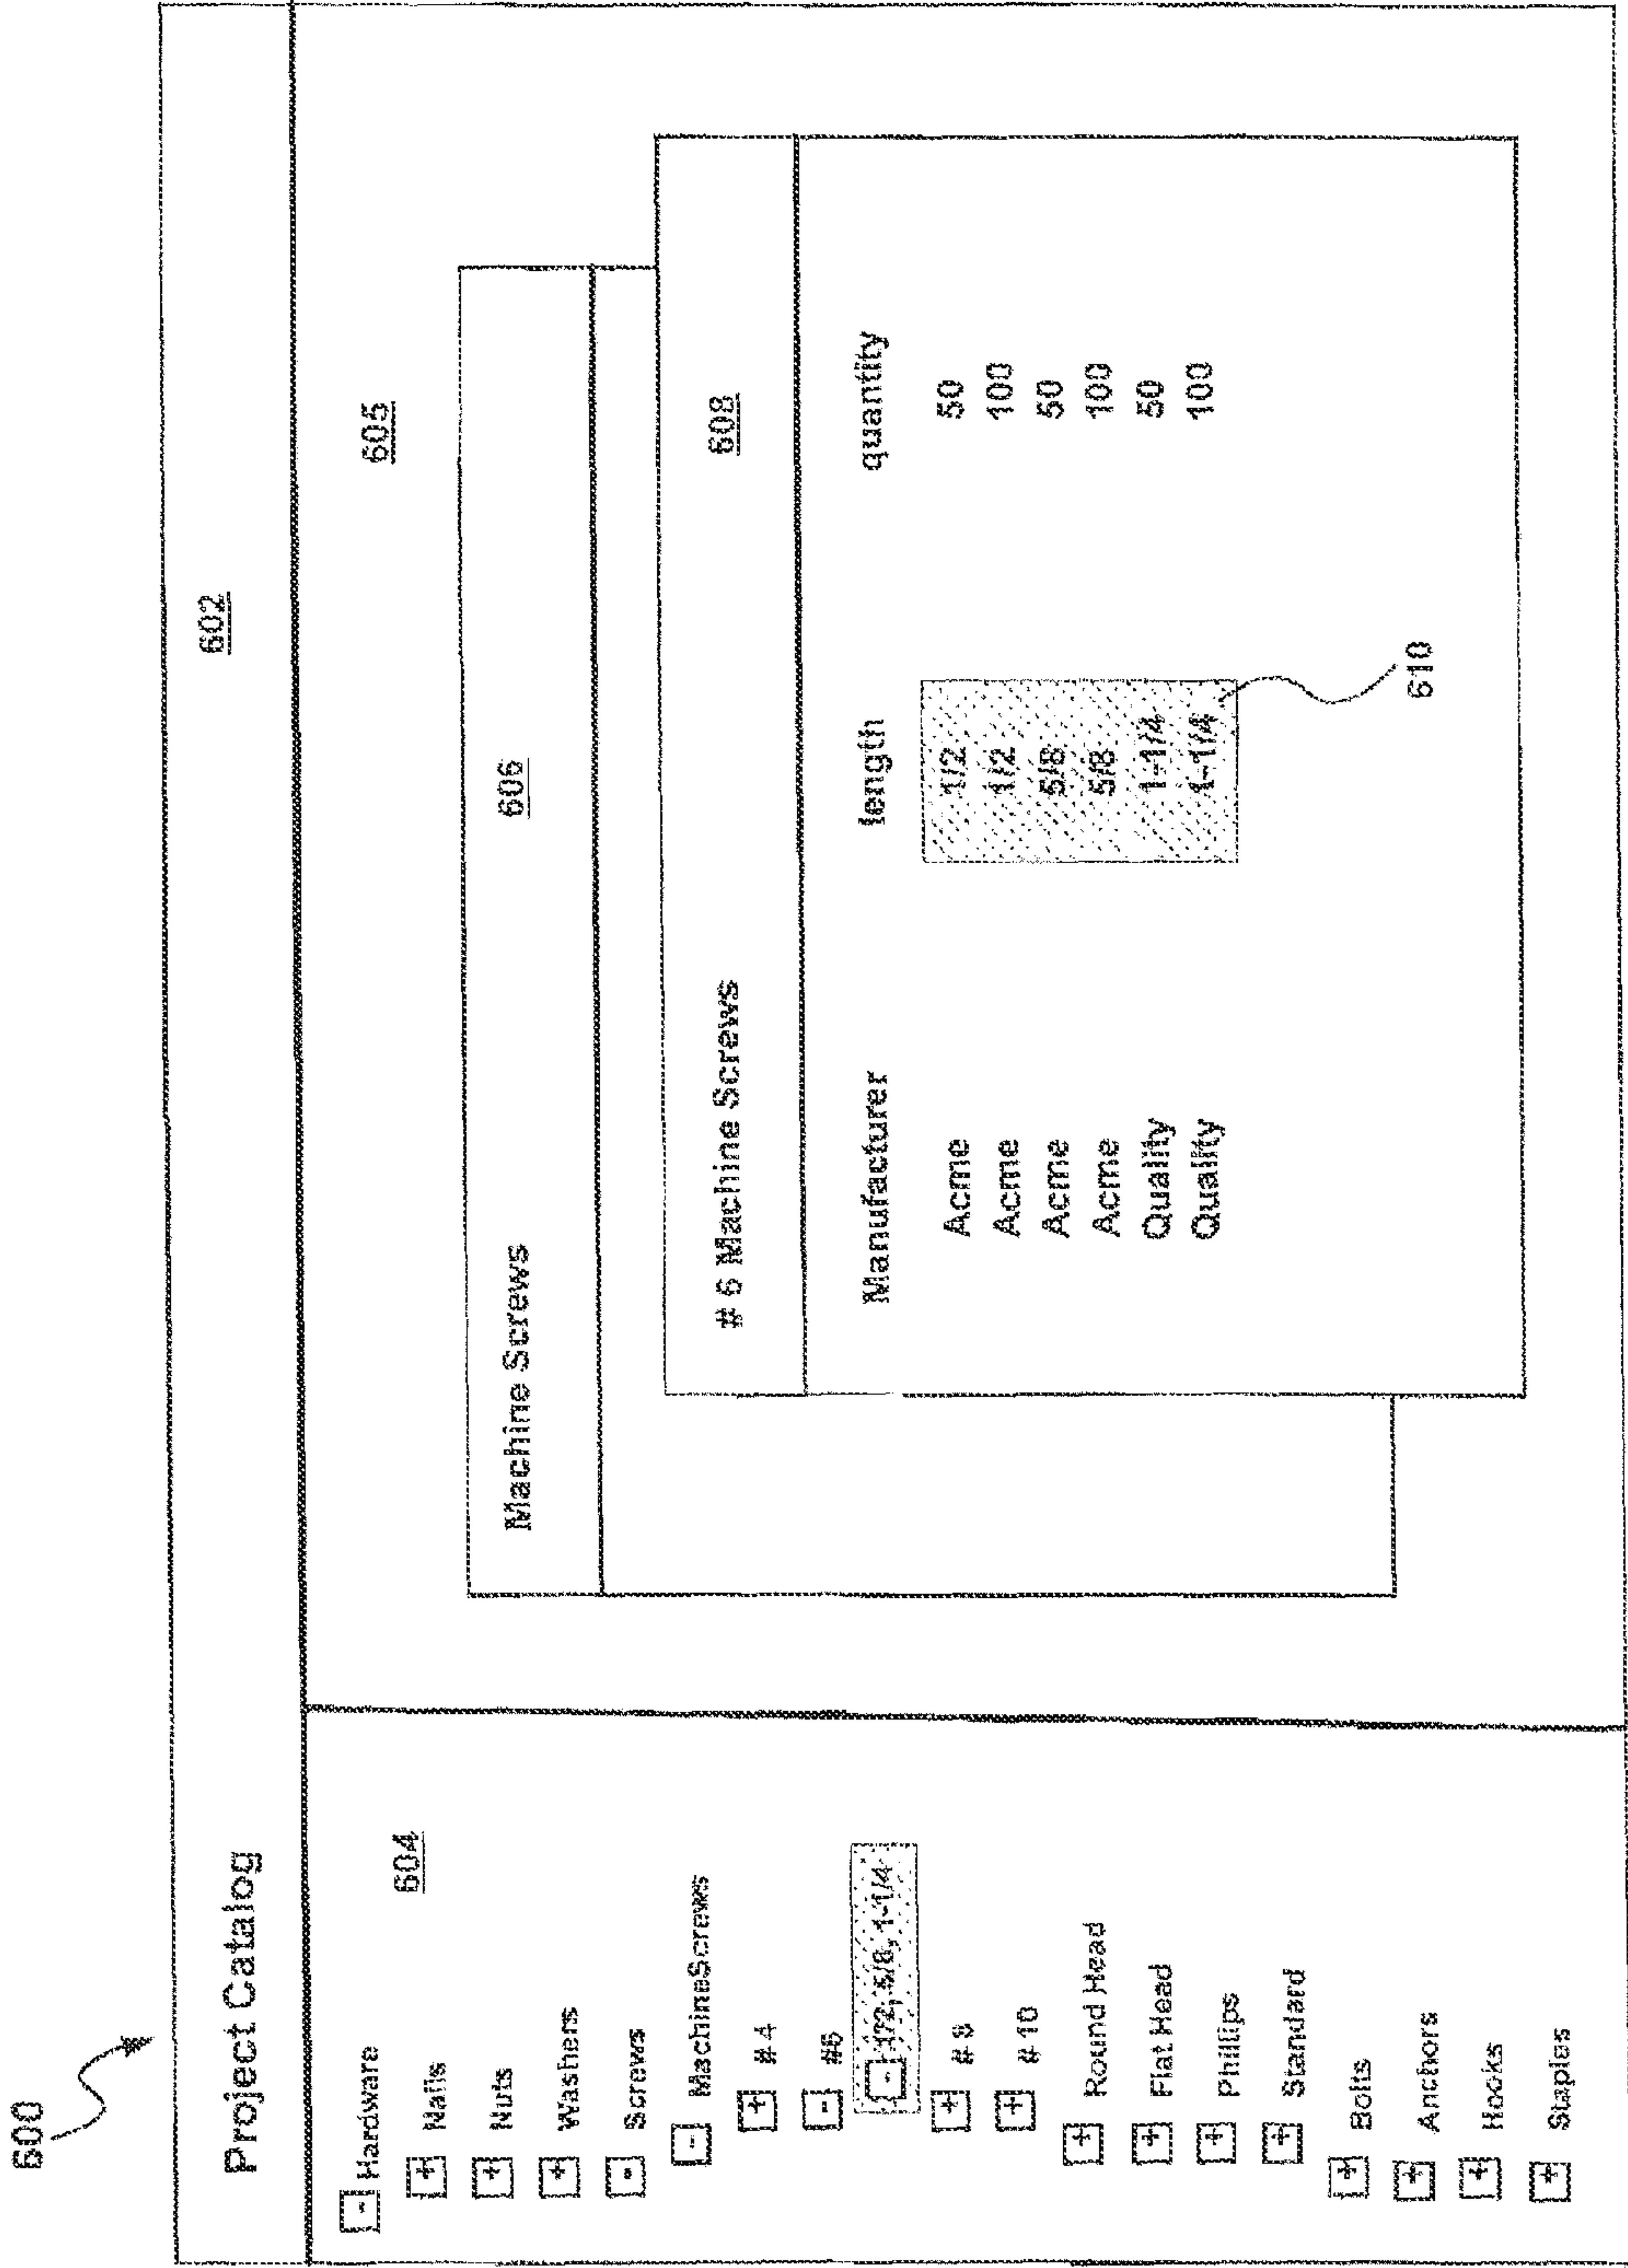 600
Project Catalog 602
604
- Hardware
+ Nails
+ Nuts
+ Washers
- Screws
- MachineScrews
+ # 4
- #6
- 1/2, 5/8, 1-1/4
+ # 8
+ # 10
+ Round Head
+ Flat Head
+ Phillips
+ Standard
+ Bolts
+ Anchors
+ Hooks
+ Staples
605
Machine Screws 606
# 6 Machine Screws 608
Manufacturer length quantity
Acme 1/2 50
Acme 1/2 100
Acme 5/8 50
Acme 5/8 100
Quality 1-1/4 50
Quality 1-1/4 100
610